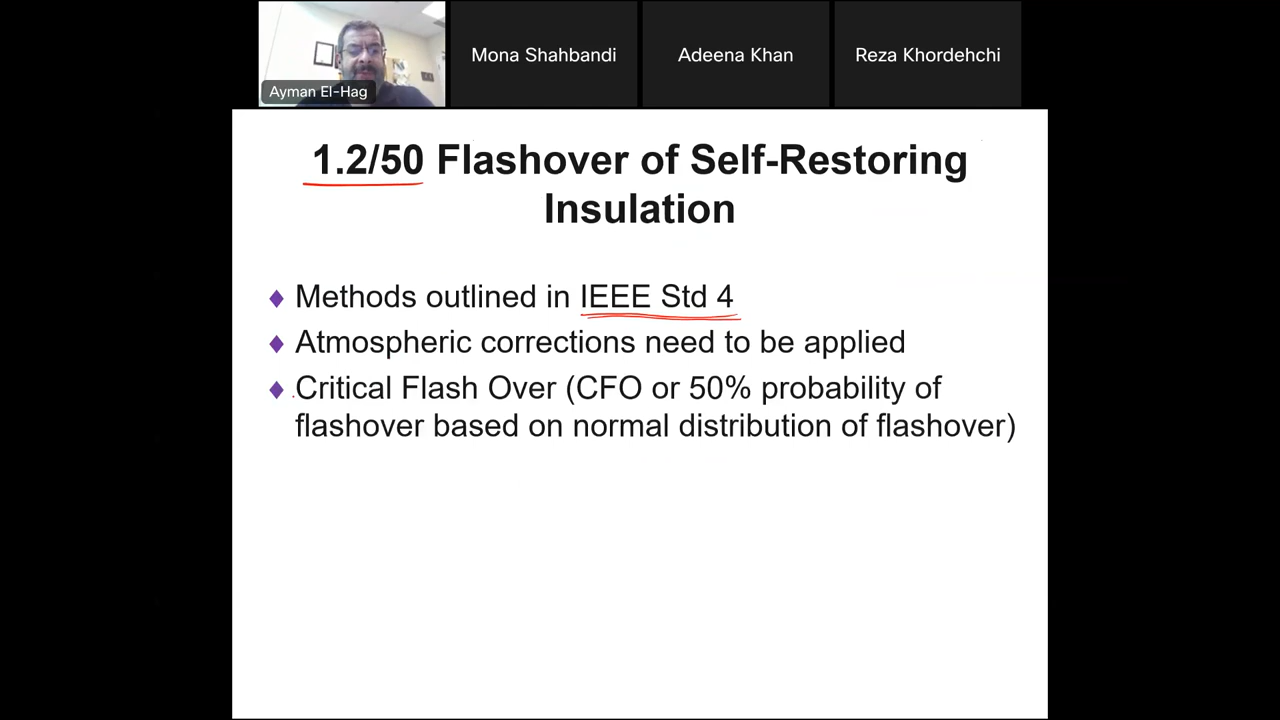 Ayman El-Hag
Mona Shahbandi
Adeena Khan
Reza Khordehchi
1.2/50 Flashover of Self-Restoring
Insulation
Methods outlined in IEEE Std 4
Atmospheric corrections need to be applied
Critical Flash Over (CFO or 50% probability of
flashover based on normal distribution of flashover)